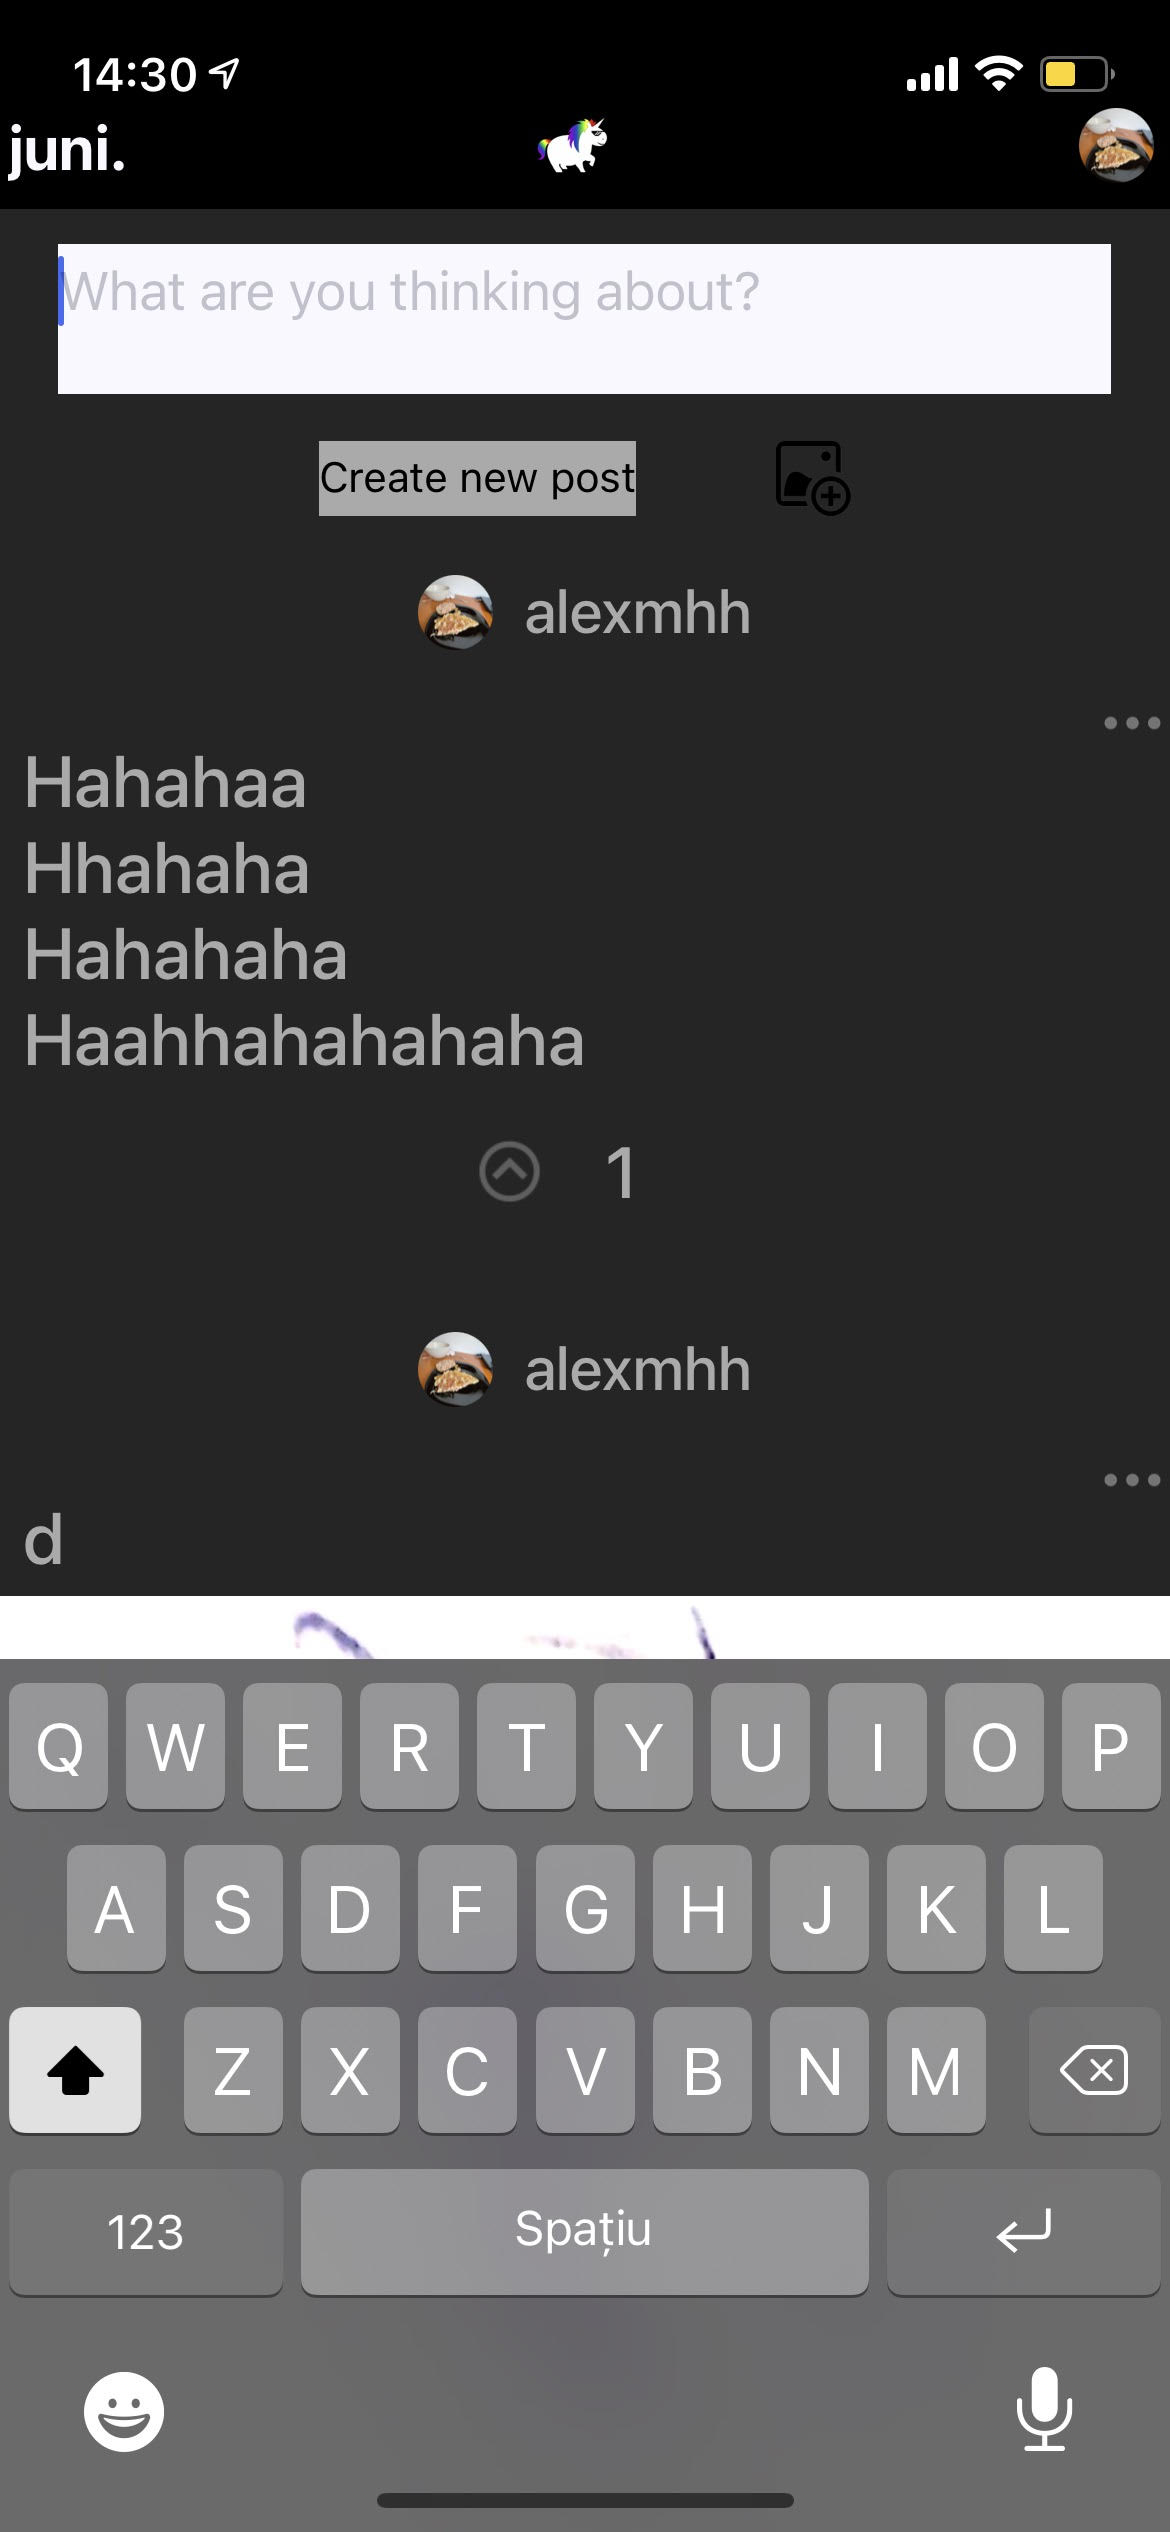 14:30
juni.
What are you thinking about?
Create new post
alexmhh
Hahahaa
Hhahaha
Hahahaha
Haahhahahahaha
1
alexmhh
d
Q W E R T Y U I O P
A S D F G H J K L
Z X C V B N M
123 Spațiu